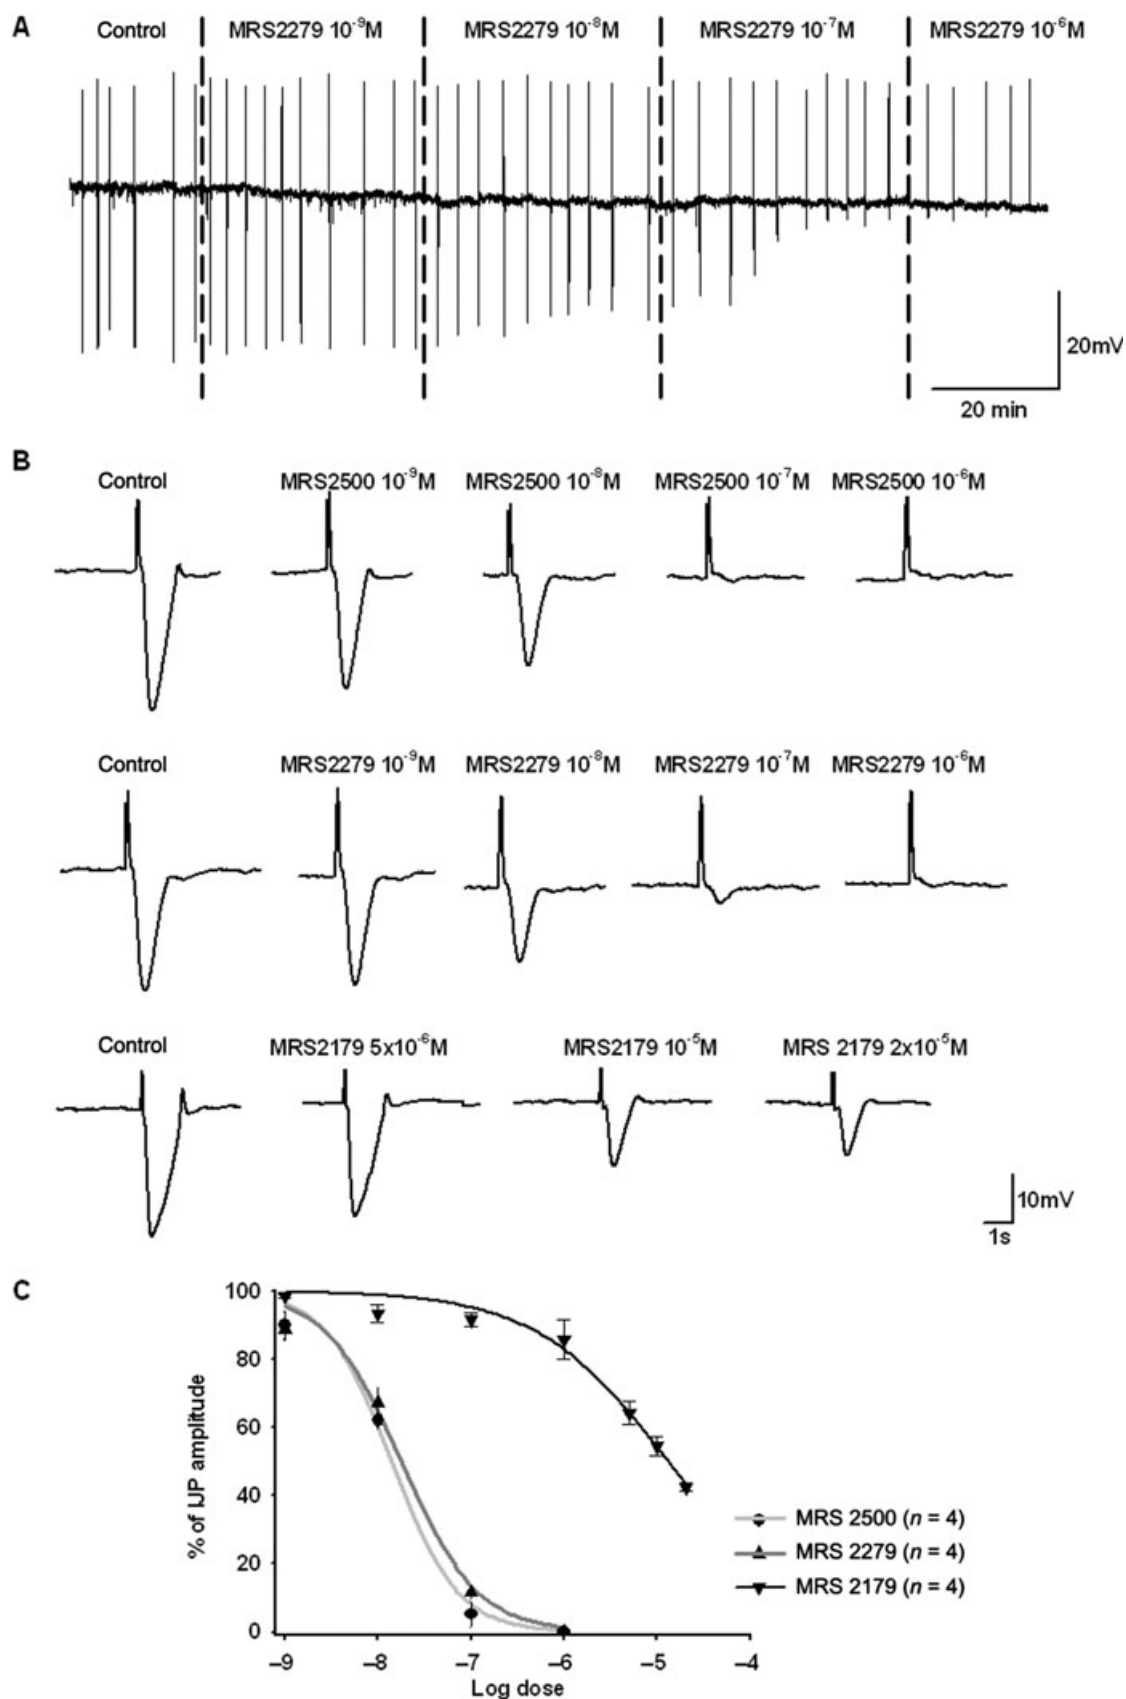 A
Control MRS2279 10⁻⁹M MRS2279 10⁻⁸M MRS2279 10⁻⁷M MRS2279 10⁻⁶M
20mV
20 min
B
Control MRS2500 10⁻⁹M MRS2500 10⁻⁸M MRS2500 10⁻⁷M MRS2500 10⁻⁶M
Control MRS2279 10⁻⁹M MRS2279 10⁻⁸M MRS2279 10⁻⁷M MRS2279 10⁻⁶M
Control MRS2179 5x10⁻⁶M MRS2179 10⁻⁵M MRS 2179 2x10⁻⁵M
10mV
1s
C
% of IJP amplitude
100
80
60
40
20
0
MRS 2500 (n = 4)
MRS 2279 (n = 4)
MRS 2179 (n = 4)
–9 –8 –7 –6 –5 –4
Log dose